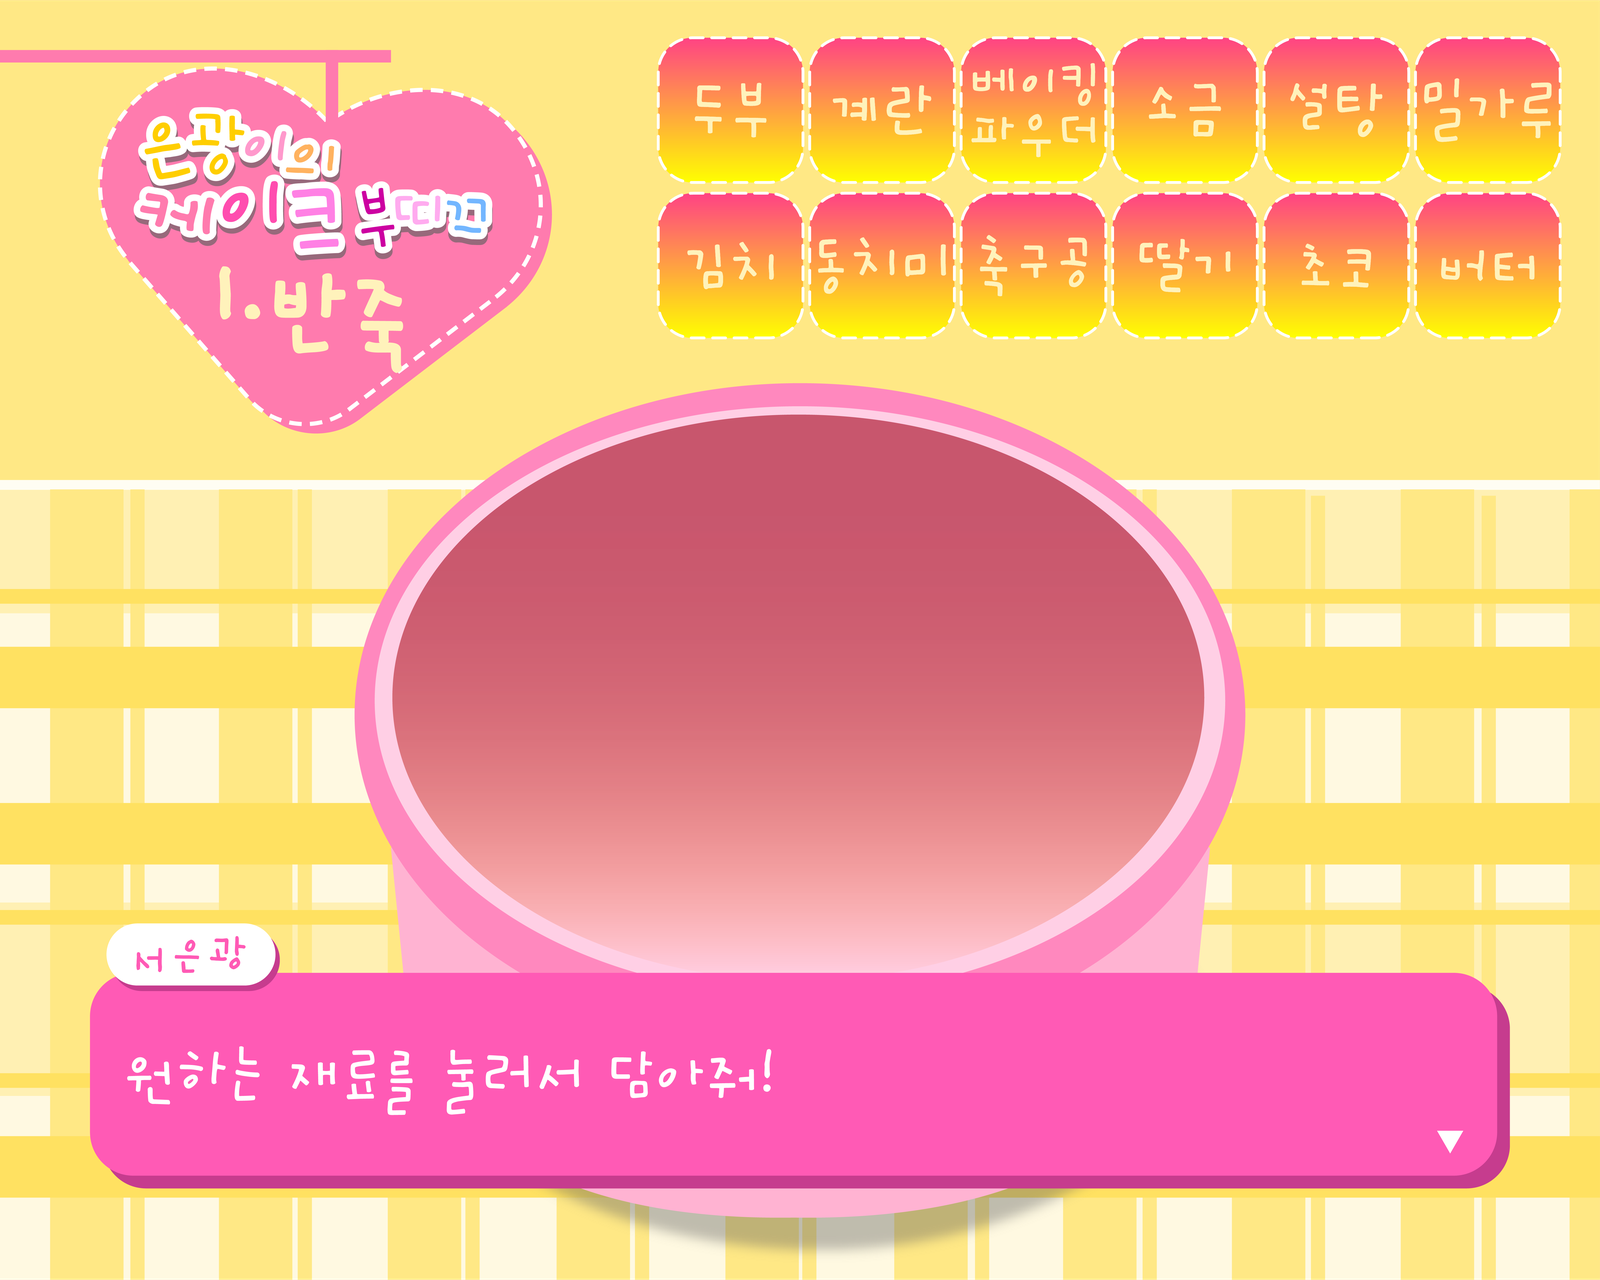 은광이의
케이크 부띠끄
1. 반죽
두부
계란
베이킹
파우더
소금
설탕
밀가루
김치
동치미
축구공
딸기
초코
버터
서은광
원하는 재료를 눌러서 담아줘!